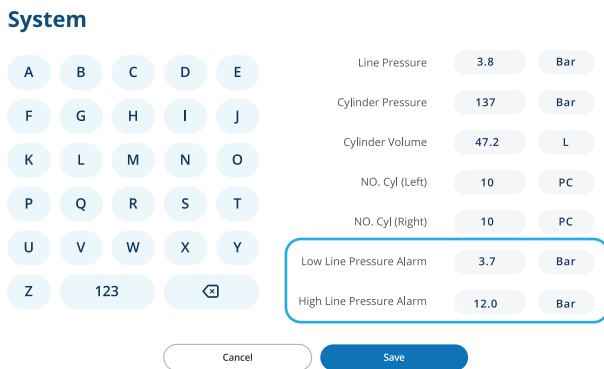 System
A B C D E
F G H I J
K L M N O
P Q R S T
U V W X Y
Z 123
Line Pressure 3.8 Bar
Cylinder Pressure 137 Bar
Cylinder Volume 47.2 L
NO. Cyl (Left) 10 PC
NO. Cyl (Right) 10 PC
Low Line Pressure Alarm 3.7 Bar
High Line Pressure Alarm 12.0 Bar
Cancel Save